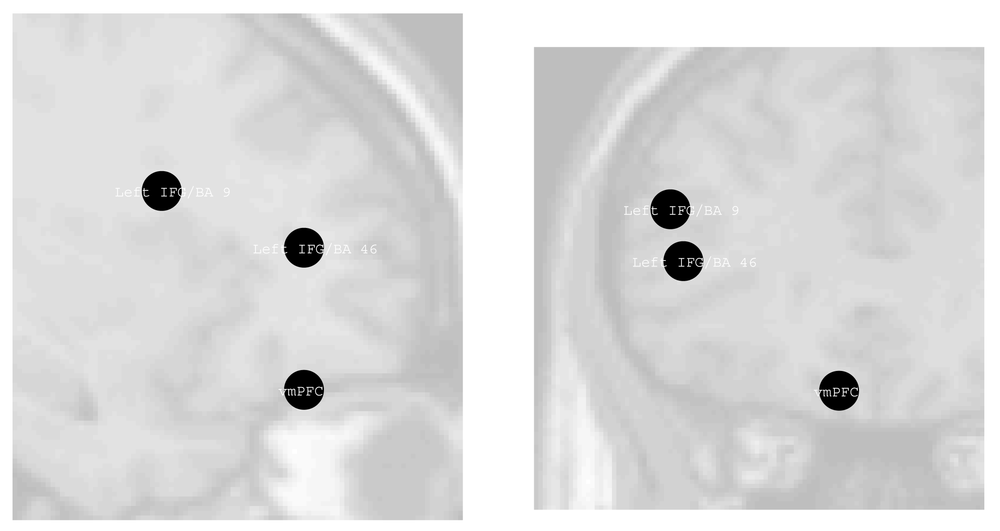 Left IFG/BA 9
Left IFG/BA 46
vmPFC
Left IFG/BA 9
Left IFG/BA 46
vmPFC